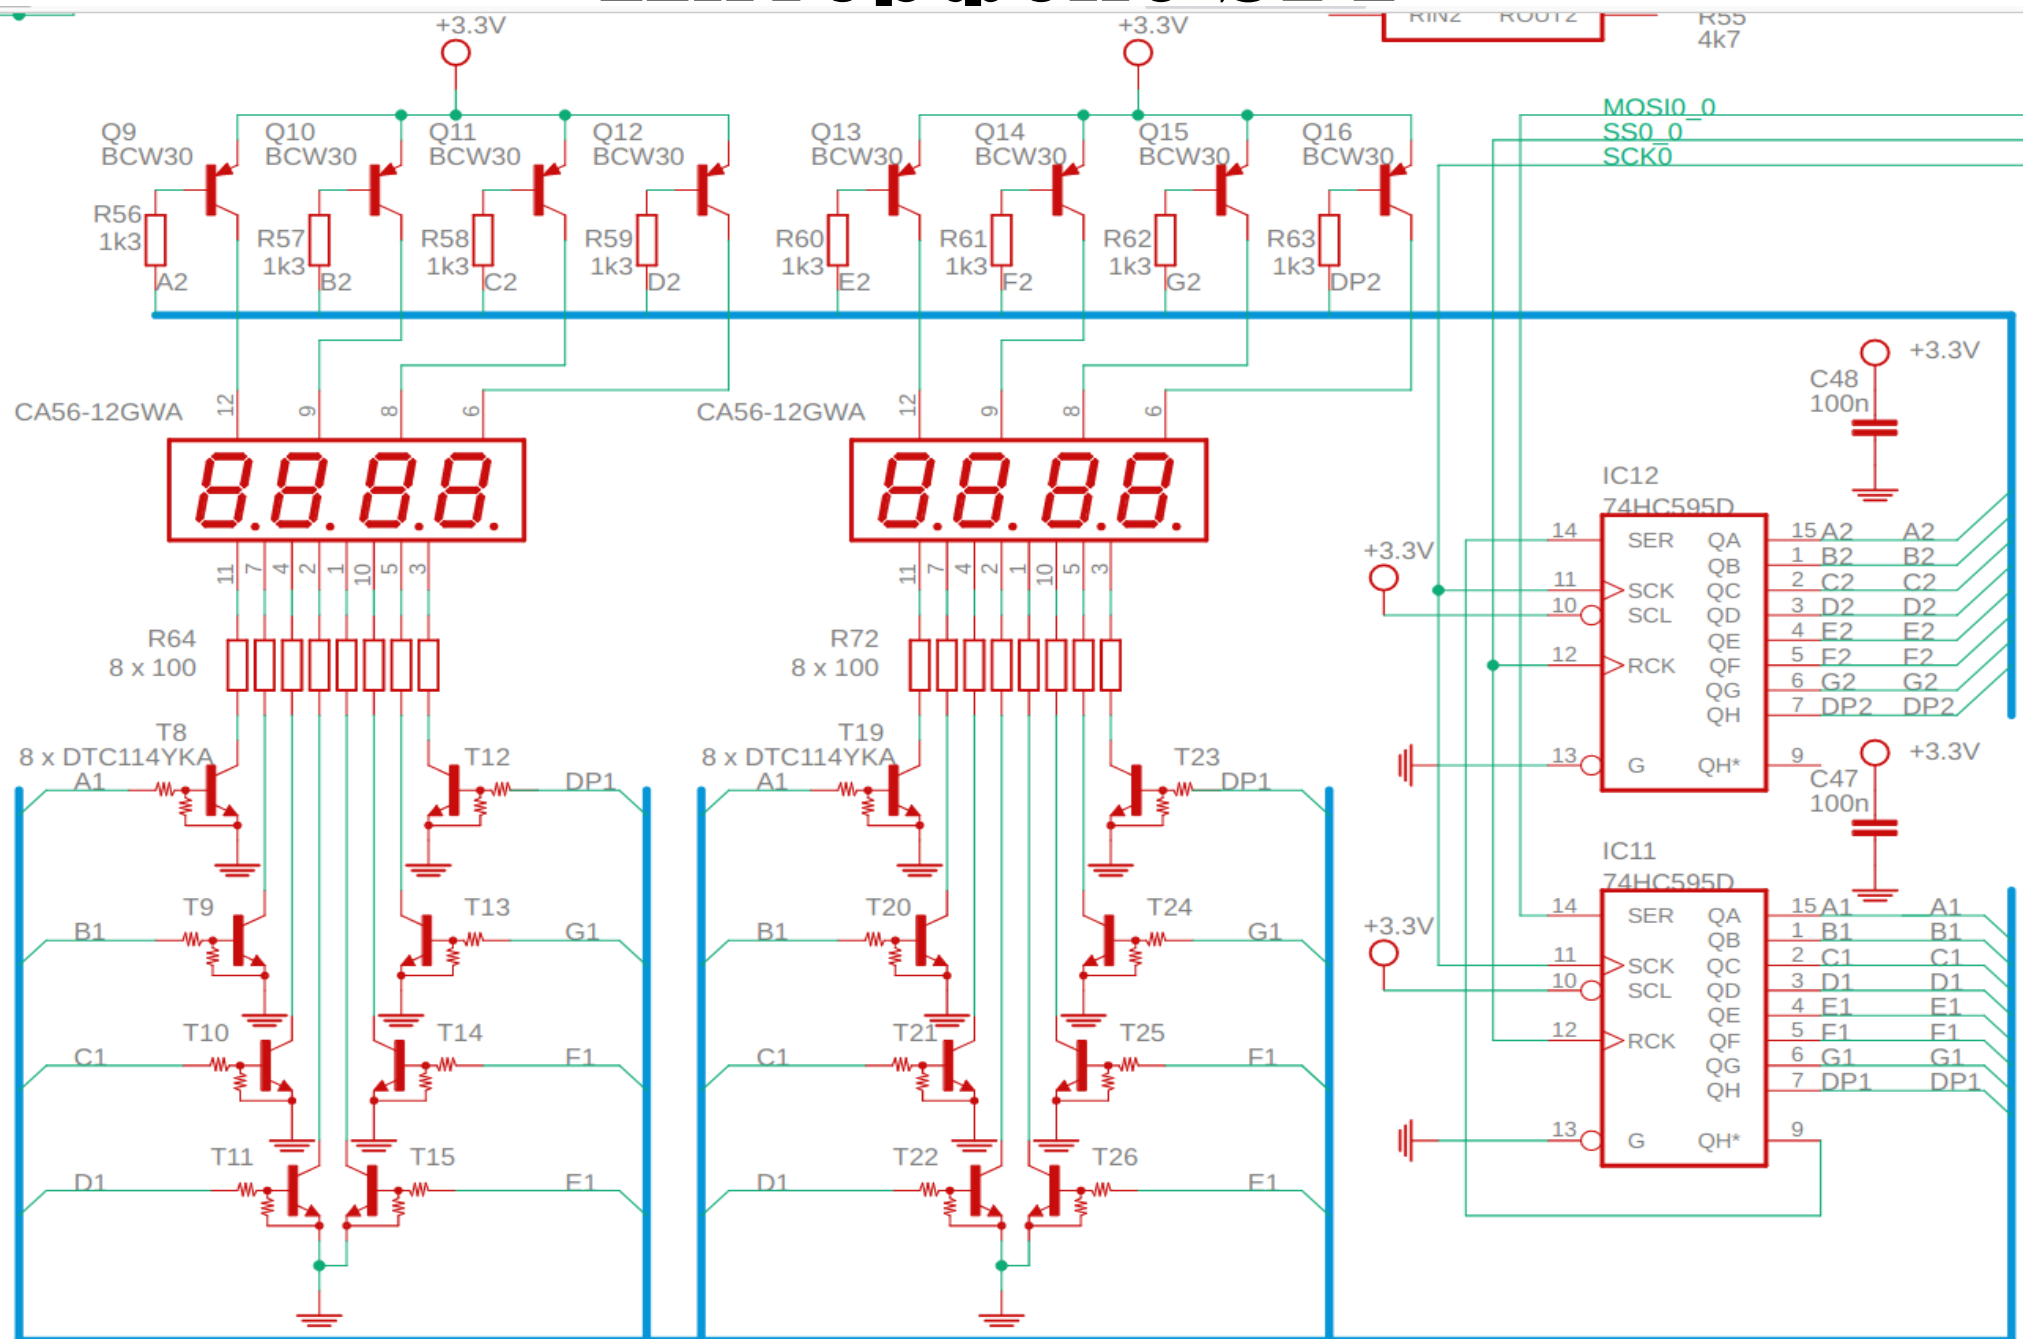 RIN2 ROUT2
R55
4k7
+3.3V
+3.3V
MOSI0_0
SS0_0
SCK0
Q9
BCW30
Q10
BCW30
Q11
BCW30
Q12
BCW30
Q13
BCW30
Q14
BCW30
Q15
BCW30
Q16
BCW30
R56
1k3
R57
1k3
R58
1k3
R59
1k3
R60
1k3
R61
1k3
R62
1k3
R63
1k3
A2 B2 C2 D2 E2 F2 G2 DP2
CA56-12GWA
12 9 8 6
8.8.8.8.
11 7 4 2 1 10 5 3
R64
8 x 100
T8
8 x DTC114YKA
A1
T12
DP1
T9
B1
T13
G1
T10
C1
T14
F1
T11
D1
T15
E1
CA56-12GWA
12 9 8 6
8.8.8.8.
11 7 4 2 1 10 5 3
R72
8 x 100
T19
8 x DTC114YKA
A1
T23
DP1
T20
B1
T24
G1
T21
C1
T25
F1
T22
D1
T26
E1
+3.3V
C48
100n
IC12
74HC595D
+3.3V
14 SER QA 15 A2 A2
QB 1 B2 B2
11 SCK QC 2 C2 C2
10 SCL QD 3 D2 D2
QE 4 E2 E2
12 RCK QF 5 F2 F2
QG 6 G2 G2
QH 7 DP2 DP2
13 G QH* 9
+3.3V
C47
100n
IC11
74HC595D
+3.3V
14 SER QA 15 A1 A1
QB 1 B1 B1
11 SCK QC 2 C1 C1
10 SCL QD 3 D1 D1
QE 4 E1 E1
12 RCK QF 5 F1 F1
QG 6 G1 G1
QH 7 DP1 DP1
13 G QH* 9